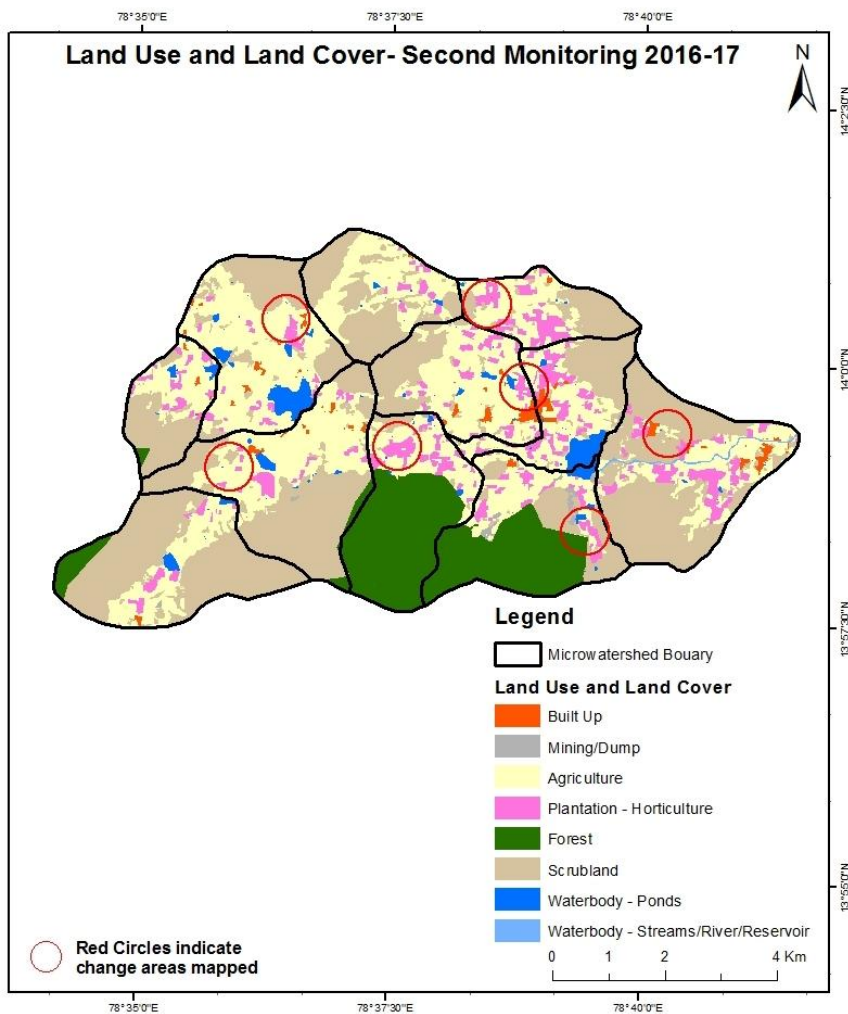 78°35'0"E 78°37'30"E 78°40'0"E
Land Use and Land Cover- Second Monitoring 2016-17
N
14°2'30"N
14°0'0"N
13°57'30"N
13°55'0"N
Legend
Microwatershed Bouary
Land Use and Land Cover
Built Up
Mining/Dump
Agriculture
Plantation - Horticulture
Forest
Scrubland
Waterbody - Ponds
Waterbody - Streams/River/Reservoir
0 1 2 4 Km
Red Circles indicate
change areas mapped
78°35'0"E 78°37'30"E 78°40'0"E